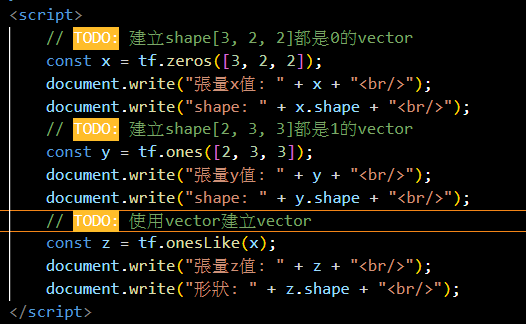 <script>
// TODO: 建立shape[3, 2, 2]都是0的vector
const x = tf.zeros([3, 2, 2]);
document.write("張量x值: " + x + "<br/>");
document.write("shape: " + x.shape + "<br/>");
// TODO: 建立shape[2, 3, 3]都是1的vector
const y = tf.ones([2, 3, 3]);
document.write("張量y值: " + y + "<br/>");
document.write("shape: " + y.shape + "<br/>");
// TODO: 使用vector建立vector
const z = tf.onesLike(x);
document.write("張量z值: " + z + "<br/>");
document.write("形狀: " + z.shape + "<br/>");
</script>